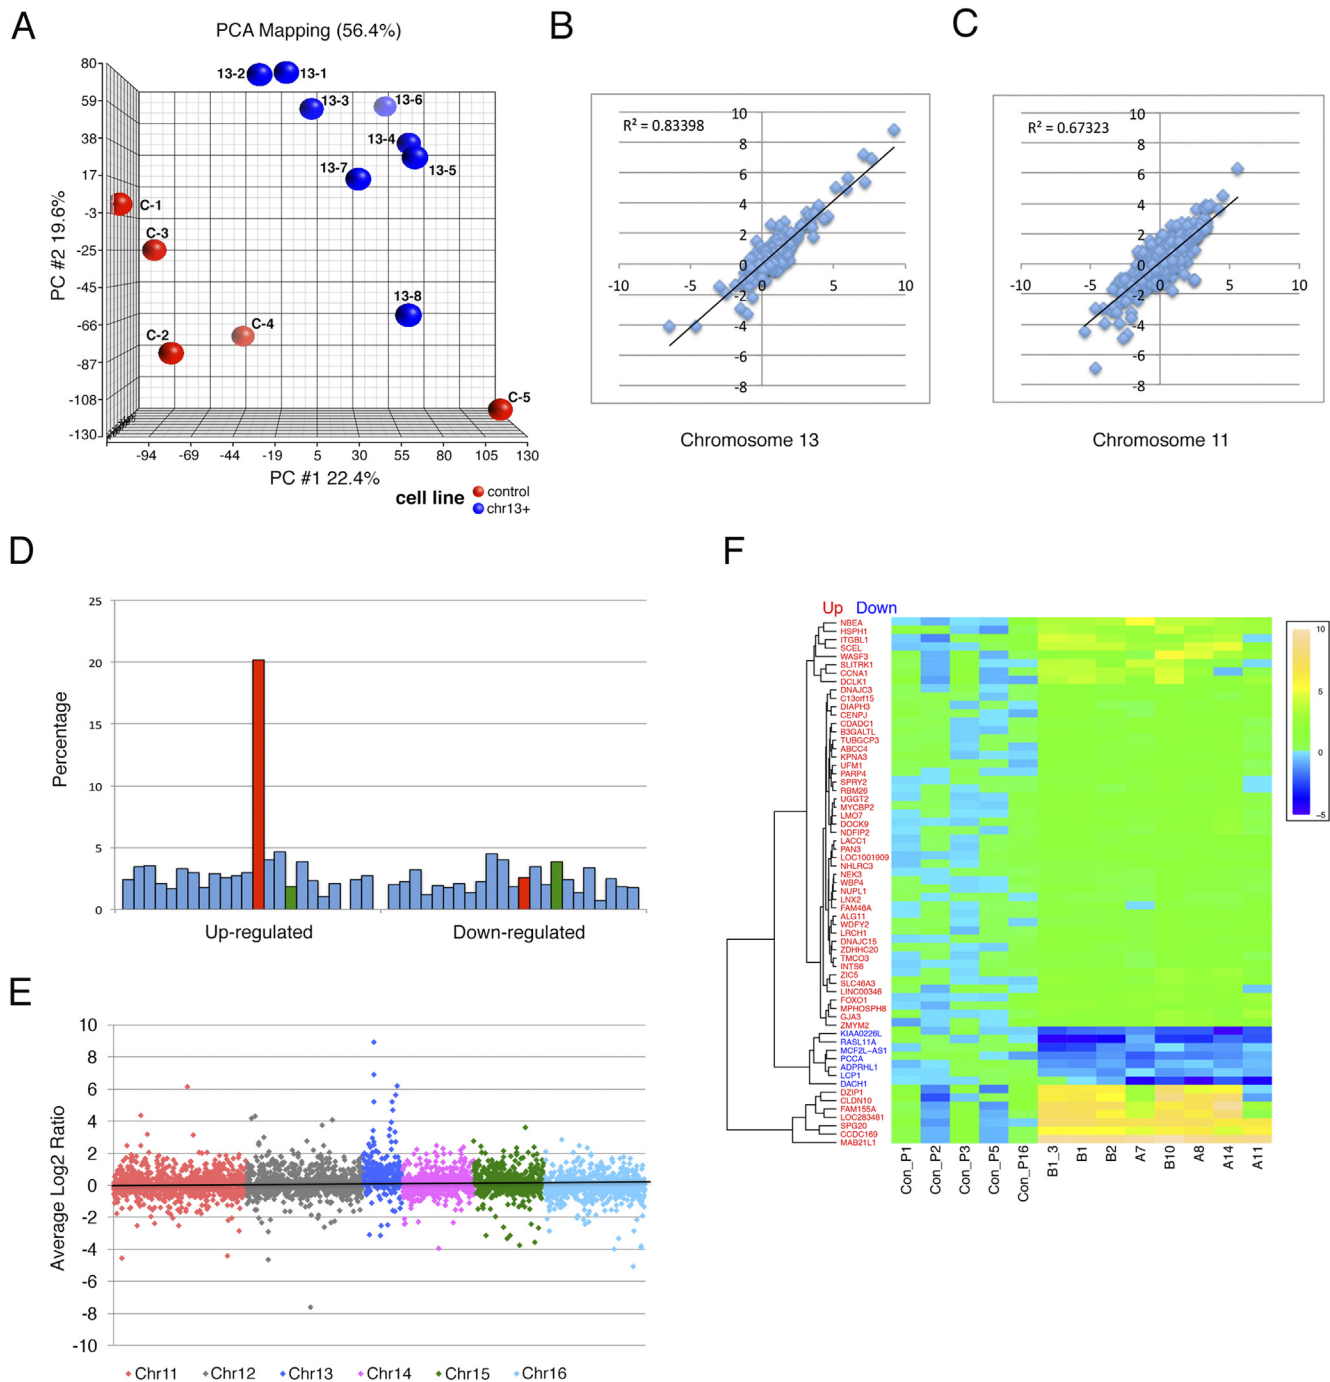 A
PCA Mapping (56.4%)
80
59
38
17
-3
-25
-45
-66
-87
-108
-130
PC #2 19.6%
13-2
13-1
13-3
13-6
13-4
13-5
13-7
C-1
C-3
13-8
C-4
C-2
C-5
-94 -69 -44 -19 5 30 55 80 105 130
PC #1 22.4%
cell line
control
chr13+
B
R² = 0.83398
10
8
6
4
2
0
-2
-4
-6
-8
-10 -5 0 5 10
Chromosome 13
C
R² = 0.67323
10
8
6
4
2
0
-2
-4
-6
-8
-10 -5 0 5 10
Chromosome 11
D
Percentage
25
20
15
10
5
0
Up-regulated
Down-regulated
E
Average Log2 Ratio
10
8
6
4
2
0
-2
-4
-6
-8
-10
Chr11 Chr12 Chr13 Chr14 Chr15 Chr16
F
Up Down
NBEA
HSPH1
ITGBL1
SCEL
WASF3
SLITRK1
CCNA1
DCLK1
DNAJC3
C13orf15
DIAPH3
CENPJ
CDADC1
B3GALTL
TUBGCP3
ABCC4
KPNA3
UFM1
PARP4
SPRY2
RBM26
UGGT2
MYCBP2
LMO7
DOCK9
NDFIP2
LACC1
PAN3
LOC1001909
NHLRC3
NEK3
WBP4
NUPL1
LNX2
FAM48A
ALG11
WDFY2
LRCH1
DNAJC15
ZDHHC20
TMCO3
INTS6
ZIC5
SLC46A3
LINC00346
FOXO1
MPHOSPH8
GJA3
ZMYM2
KIAA0226L
RASL11A
MCF2L-AS1
PCCA
ADPRHL1
LCP1
DACH1
DZIP1
CLDN10
FAM155A
LOC283481
SPG20
CCDC169
MAB21L1
Con_P1
Con_P2
Con_P3
Con_P5
Con_P16
B1_3
B1
B2
A7
B10
A8
A14
A11
10
5
0
-5